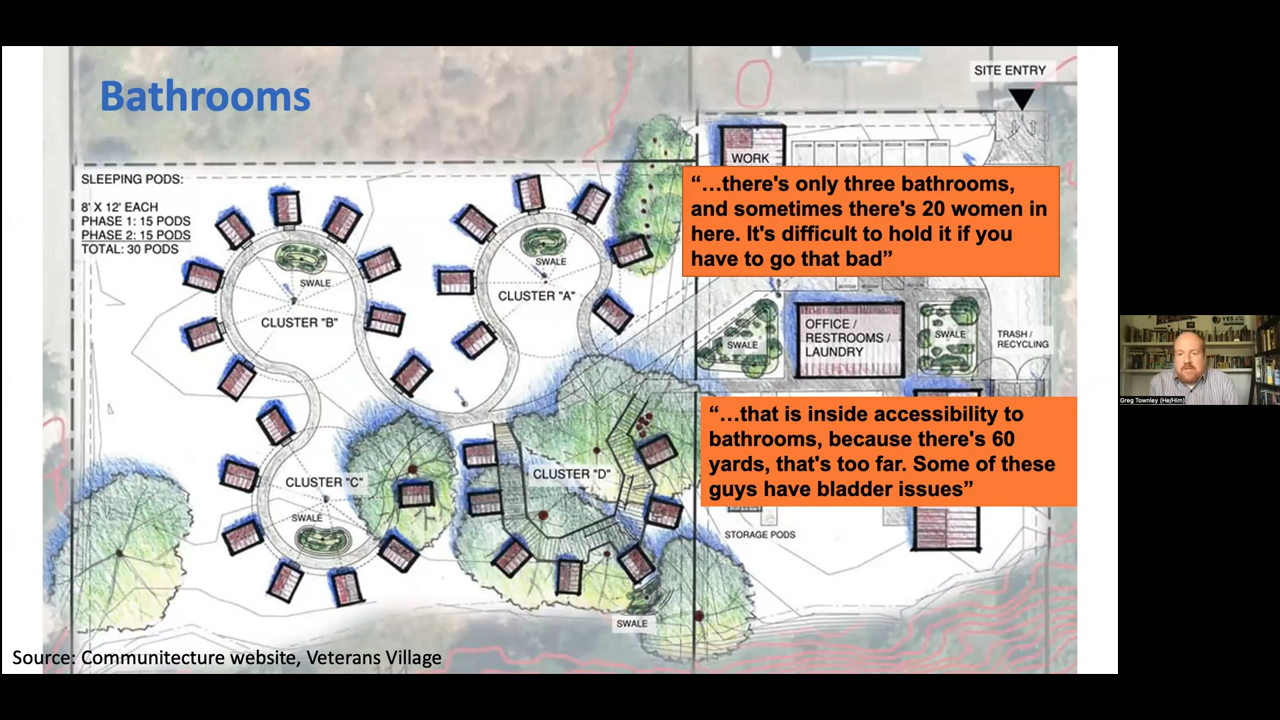 Bathrooms
SITE ENTRY
SLEEPING PODS:
8' X 12' EACH
PHASE 1: 15 PODS
PHASE 2: 15 PODS
TOTAL: 30 PODS
WORK
“…there's only three bathrooms,
and sometimes there's 20 women in
here. It's difficult to hold it if you
have to go that bad”
SWALE
CLUSTER "B"
SWALE
CLUSTER "A"
SWALE
OFFICE /
RESTROOMS /
LAUNDRY
SWALE
TRASH /
RECYCLING
“…that is inside accessibility to
bathrooms, because there's 60
yards, that's too far. Some of these
guys have bladder issues”
CLUSTER "C"
SWALE
CLUSTER "D"
STORAGE PODS
SWALE
Source: Communitecture website, Veterans Village
Greg Townley (He/Him)